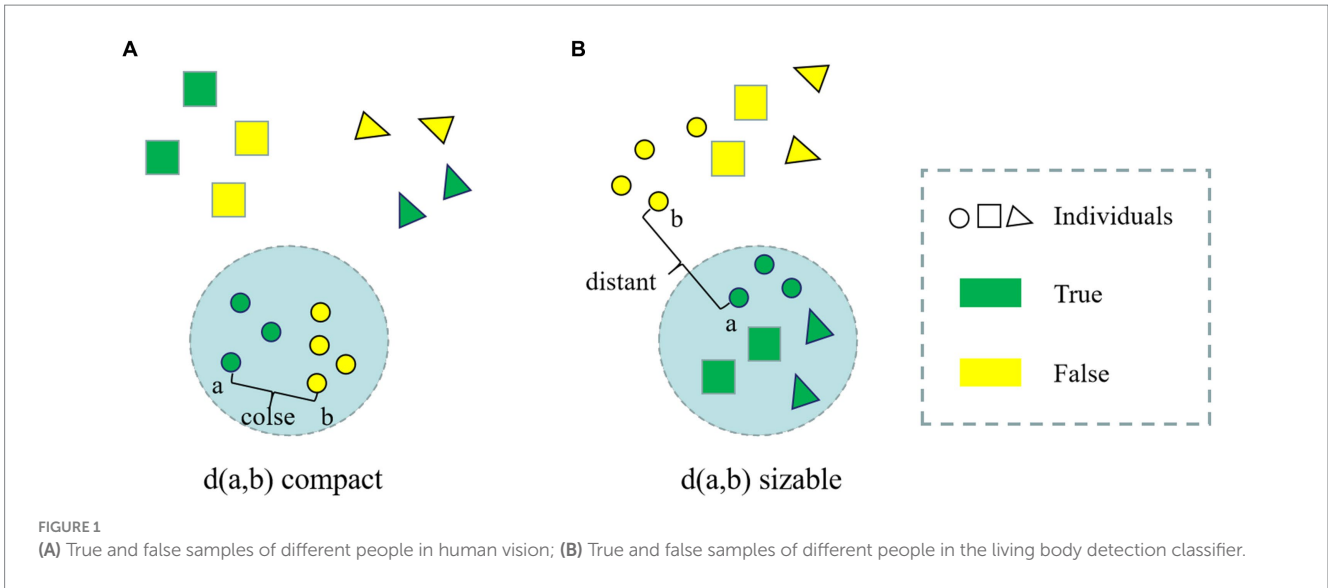 A
B
b
distant
a
a
colse
b
d(a,b) compact
d(a,b) sizable
Individuals
True
False
FIGURE 1
(A) True and false samples of different people in human vision; (B) True and false samples of different people in the living body detection classifier.